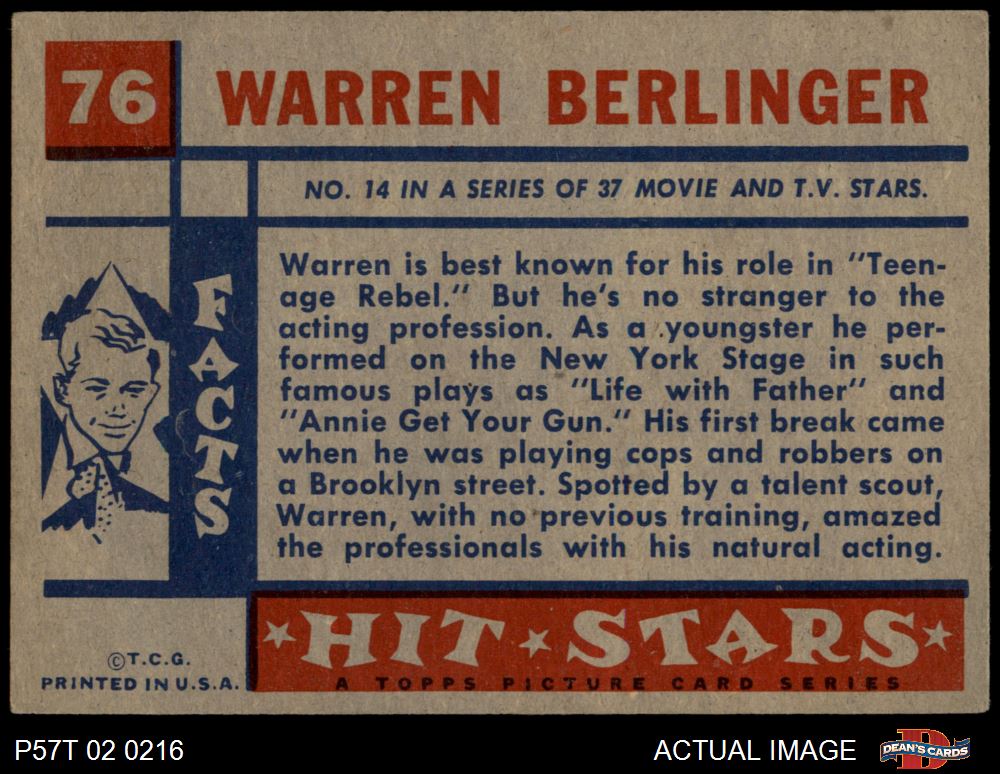 76
WARREN BERLINGER
NO. 14 IN A SERIES OF 37 MOVIE AND T.V. STARS.
FACTS
Warren is best known for his role in "Teen-
age Rebel." But he's no stranger to the
acting profession. As a youngster he per-
formed on the New York Stage in such
famous plays as "Life with Father" and
"Annie Get Your Gun." His first break came
when he was playing cops and robbers on
a Brooklyn street. Spotted by a talent scout,
Warren, with no previous training, amazed
the professionals with his natural acting.
HIT STARS
A TOPPS PICTURE CARD SERIES
©T.C.G.
PRINTED IN U.S.A.
P57T 02 0216
ACTUAL IMAGE
DEAN'S CARDS